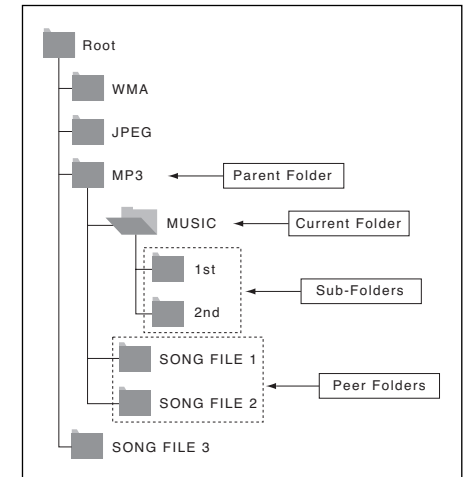 Root
WMA
JPEG
MP3
Parent Folder
MUSIC
Current Folder
1st
2nd
Sub-Folders
SONG FILE 1
SONG FILE 2
Peer Folders
SONG FILE 3